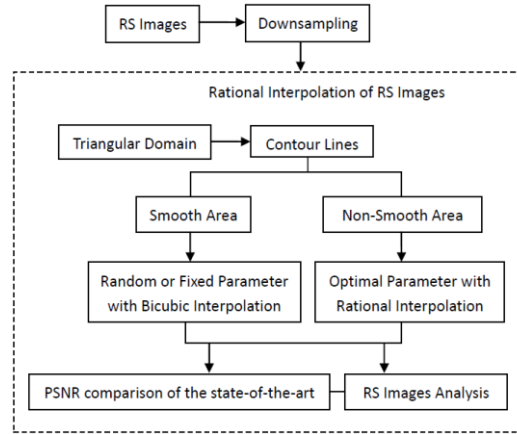 RS Images
Downsampling
Rational Interpolation of RS Images
Triangular Domain
Contour Lines
Smooth Area
Non-Smooth Area
Random or Fixed Parameter
with Bicubic Interpolation
Optimal Parameter with
Rational Interpolation
PSNR comparison of the state-of-the-art
RS Images Analysis